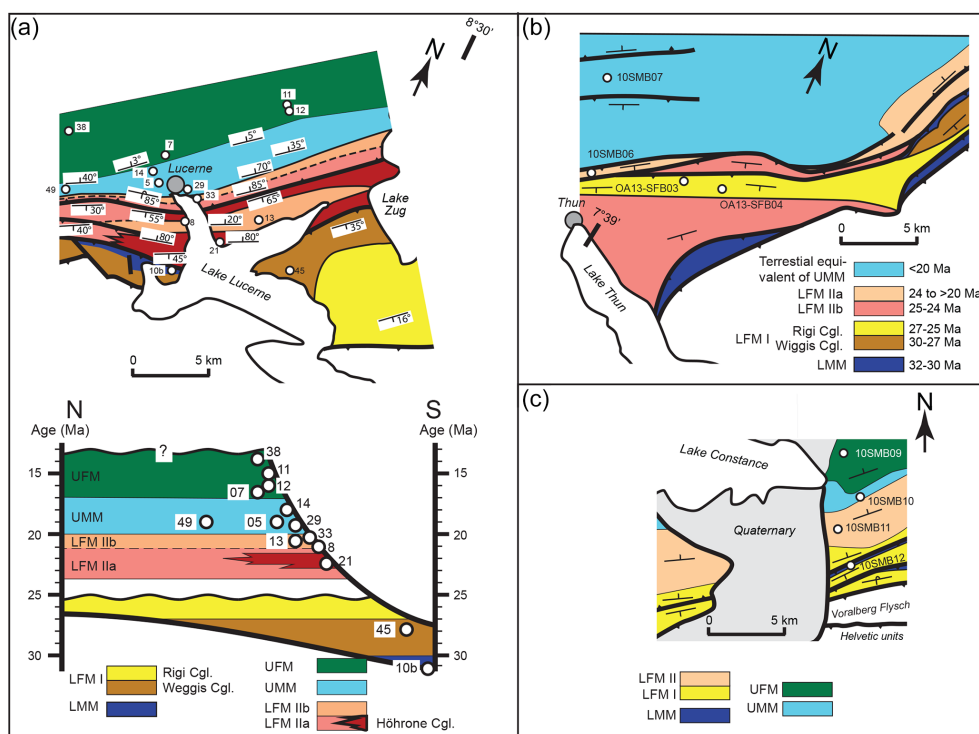 (a)
N
8°30'
11
12
38
7
3°
5°
35°
14
Lucerne
70°
49
40°
5
29
85°
85°
33
65°
30°
55°
8
20°
13
Lake
Zug
40°
80°
21
80°
35°
45°
10b
Lake Lucerne
45
16°
0 5 km
N S
Age (Ma) Age (Ma)
?
38
15 UFM 11 15
07 12
14
UMM 49 05 29
20 33 20
LFM IIb 13 8
LFM IIa 21
25 25
45
30 30
10b
LFM I Rigi Cgl.
Weggis Cgl.
LMM
UFM
UMM
LFM IIb
LFM IIa Höhrone Cgl.
(b)
N
10SMB07
10SMB06
OA13-SFB03
OA13-SFB04
Thun
7°39'
Lake Thun
0 5 km
Terrestial equi-
valent of UMM <20 Ma
LFM IIa 24 to >20 Ma
LFM IIb 25-24 Ma
LFM I Rigi Cgl. 27-25 Ma
Weggis Cgl. 30-27 Ma
LMM 32-30 Ma
(c)
N
Lake Constance
10SMB09
10SMB10
Quaternary
10SMB11
10SMB12
Voralberg Flysch
0 5 km
Helvetic units
LFM II
LFM I
LMM
UFM
UMM